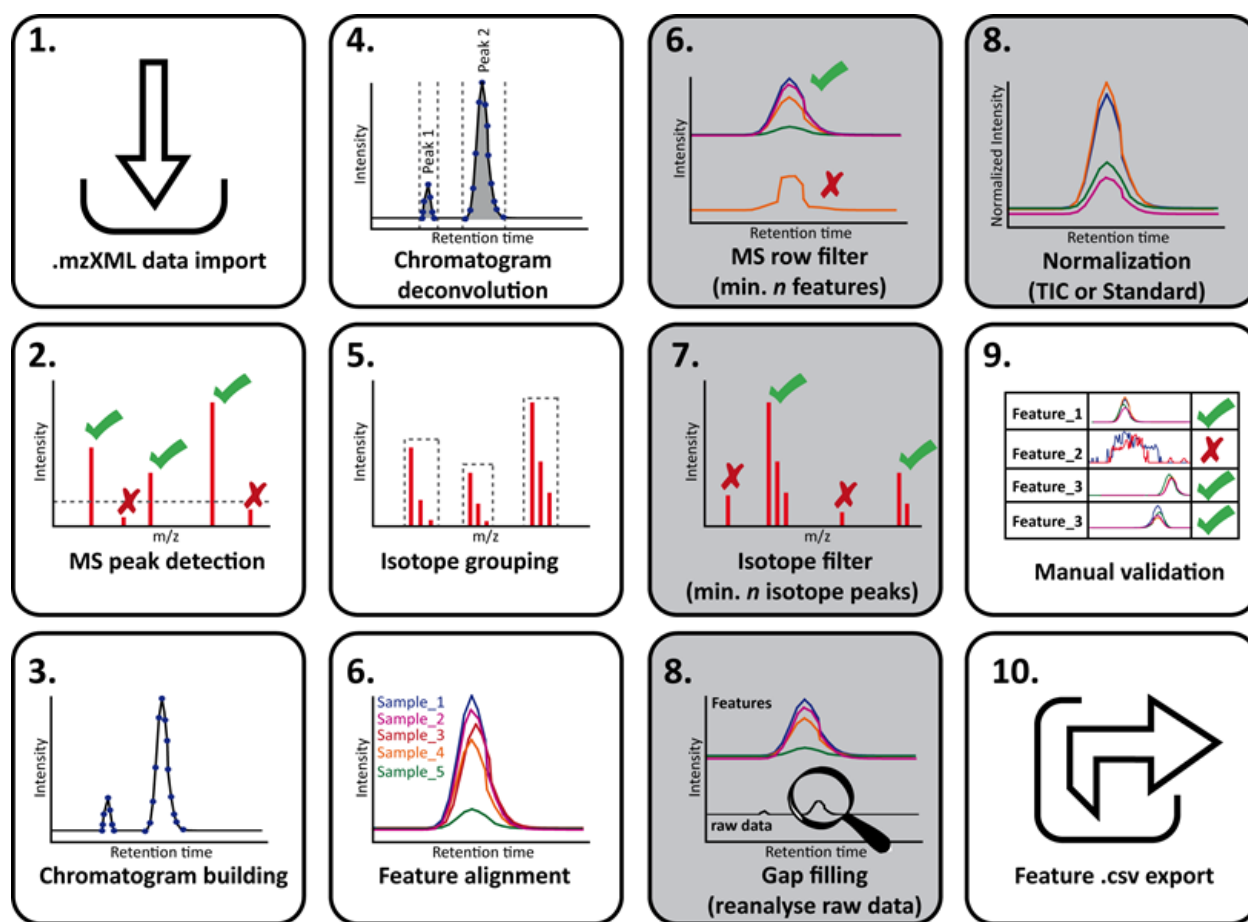 1.
.mzXML data import
2.
Intensity
m/z
MS peak detection
3.
Intensity
Retention time
Chromatogram building
4.
Intensity
Peak 1
Peak 2
Retention time
Chromatogram
deconvolution
5.
Intensity
m/z
Isotope grouping
6.
Sample_1
Sample_2
Sample_3
Sample_4
Sample_5
Intensity
Retention time
Feature alignment
6.
Intensity
Retention time
MS row filter
(min. n features)
7.
Intensity
m/z
Isotope filter
(min. n isotope peaks)
8.
Features
Intensity
raw data
Retention time
Gap filling
(reanalyse raw data)
8.
Normalized Intensity
Retention time
Normalization
(TIC or Standard)
9.
Feature_1
Feature_2
Feature_3
Feature_3
Manual validation
10.
Feature .csv export